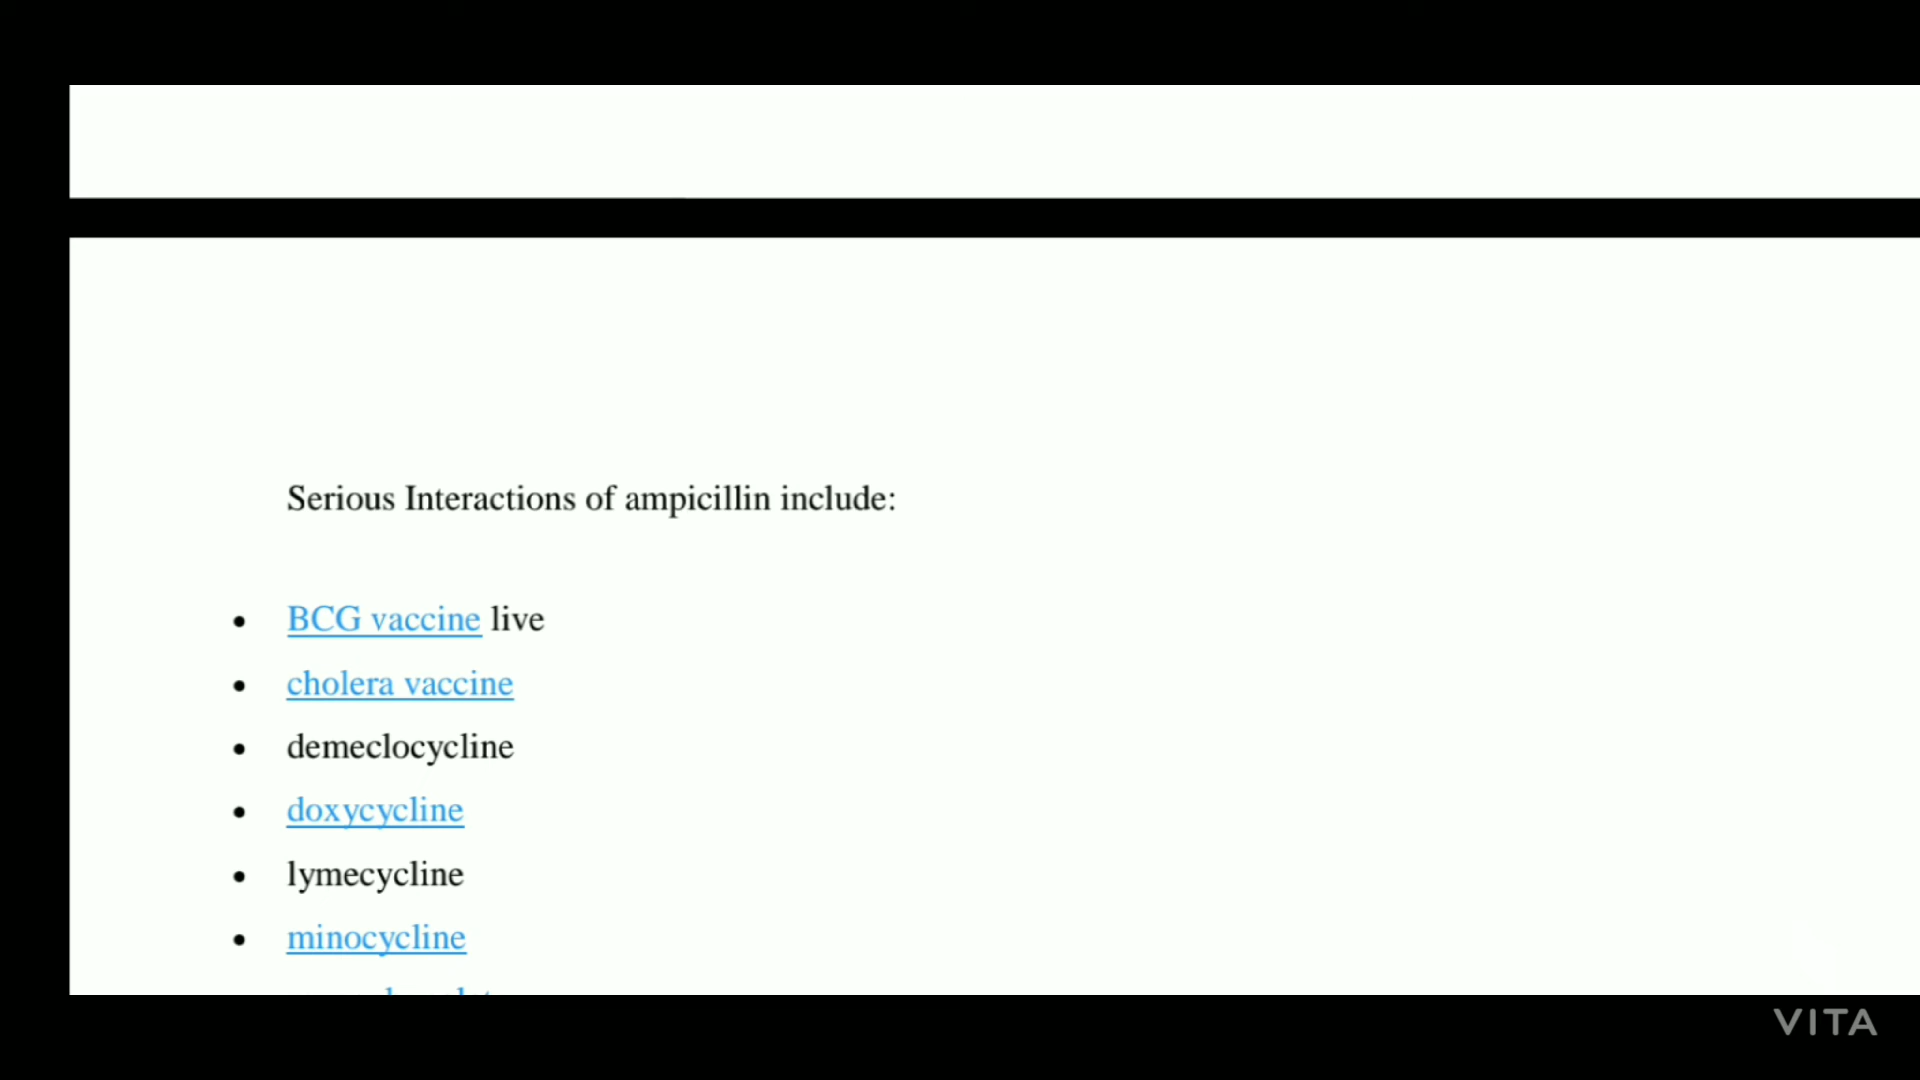 Serious Interactions of ampicillin include:
• BCG vaccine live
• cholera vaccine
• demeclocycline
• doxycycline
• lymecycline
• minocycline
VITA